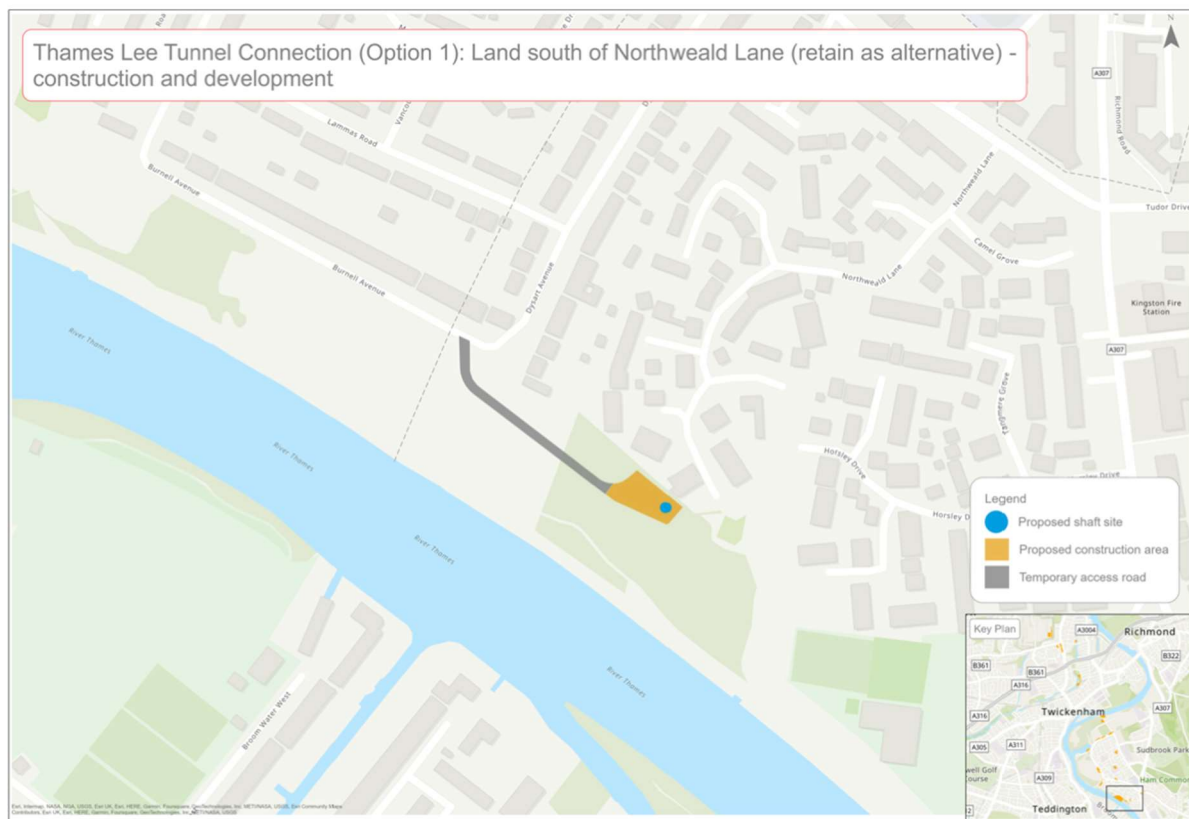 Thames Lee Tunnel Connection (Option 1): Land south of Northweald Lane (retain as alternative) -
construction and development
N
A307
Richmond Road
Lammas Road
Burnell Avenue
Northweald Lane
Tudor Drive
Camel Grove
Northweald Lane
Burnell Avenue
Dysart Avenue
Kingston Fire
Station
A307
River Thames
River Thames
River Thames
River Thames
Horsley Drive
Broom Water West
Legend
Proposed shaft site
Proposed construction area
Temporary access road
Key Plan
A3004
Richmond
B361
B361
B322
A316
A316
Twickenham
A307
A305
A311
Sudbrook Park
A309
Ham Common
Teddington